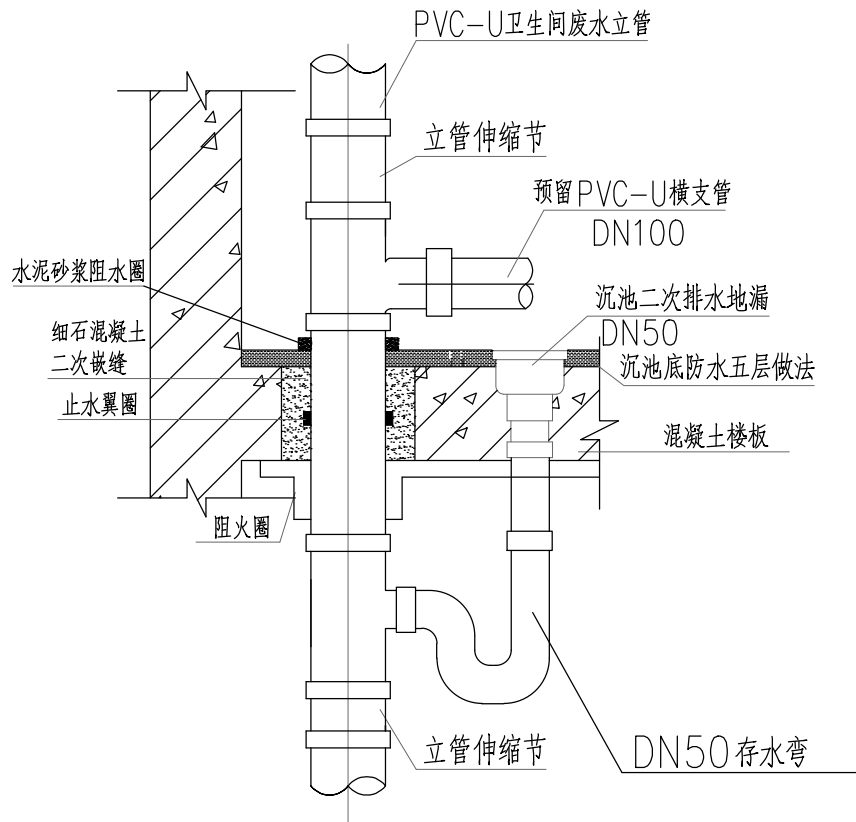 PVC-U卫生间废水立管
立管伸缩节
预留PVC-U横支管
DN100
水泥砂浆阻水圈
沉池二次排水地漏
DN50
细石混凝土
二次嵌缝
沉池底防水五层做法
止水翼圈
混凝土楼板
阻火圈
立管伸缩节
DN50存水弯